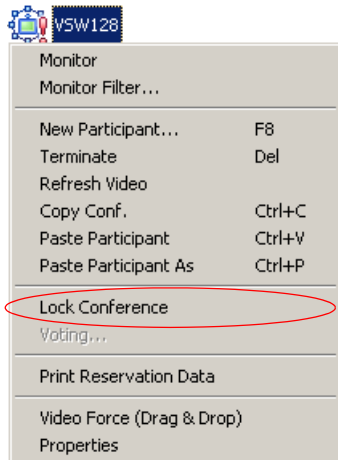 VSW128
Monitor
Monitor Filter...
New Participant... F8
Terminate Del
Refresh Video
Copy Conf. Ctrl+C
Paste Participant Ctrl+V
Paste Participant As Ctrl+P
Lock Conference
Voting...
Print Reservation Data
Video Force (Drag & Drop)
Properties